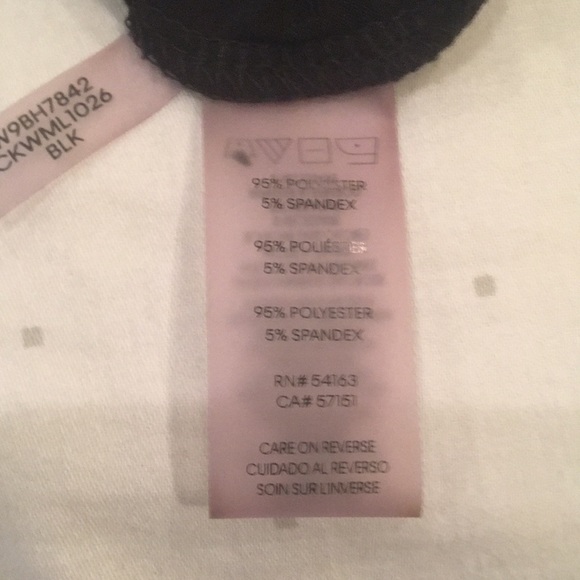 W9BH7842
CKWML1026
BLK
95% POLYESTER
5% SPANDEX
95% POLIÉSTER
5% SPANDEX
95% POLYESTER
5% SPANDEX
RN# 54163
CA# 57151
CARE ON REVERSE
CUIDADO AL REVERSO
SOIN SUR L'INVERSE